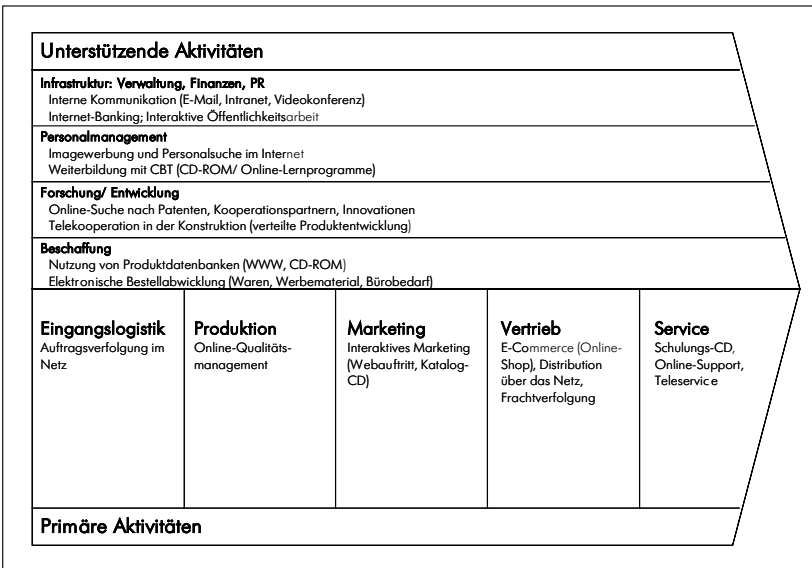 Unterstützende Aktivitäten
Infrastruktur: Verwaltung, Finanzen, PR
Interne Kommunikation (E-Mail, Intranet, Videokonferenz)
Internet-Banking; Interaktive Öffentlichkeitsarbeit
Personalmanagement
Imagewerbung und Personalsuche im Internet
Weiterbildung mit CBT (CD-ROM/ Online-Lernprogramme)
Forschung/ Entwicklung
Online-Suche nach Patenten, Kooperationspartnern, Innovationen
Telekooperation in der Konstruktion (verteilte Produktentwicklung)
Beschaffung
Nutzung von Produktdatenbanken (WWW, CD-ROM)
Elektronische Bestellabwicklung (Waren, Werbematerial, Bürobedarf)
Eingangslogistik
Auftragsverfolgung im
Netz
Produktion
Online-Qualitäts-
management
Marketing
Interaktives Marketing
(Webauftritt, Katalog-
CD)
Vertrieb
E-Commerce (Online-
Shop), Distribution
über das Netz,
Frachtverfolgung
Service
Schulungs-CD,
Online-Support,
Teleservice
Primäre Aktivitäten